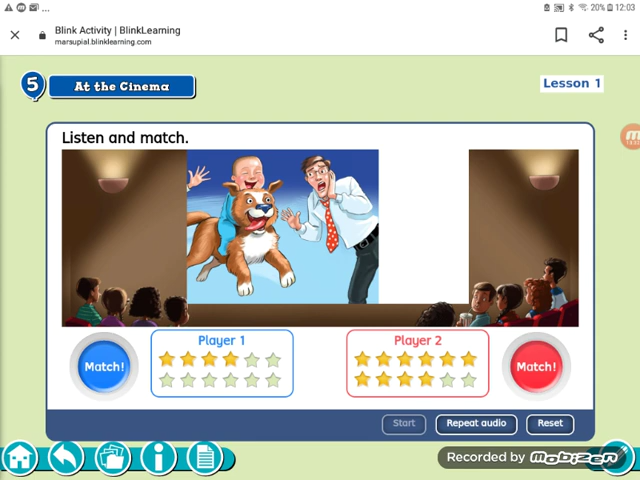 20% 12:03
Blink Activity | BlinkLearning
marsupial.blinklearning.com
5 At the Cinema
Lesson 1
Listen and match.
Player 1
Player 2
Match!
Match!
Start
Repeat audio
Reset
Recorded by
MOBIZEN